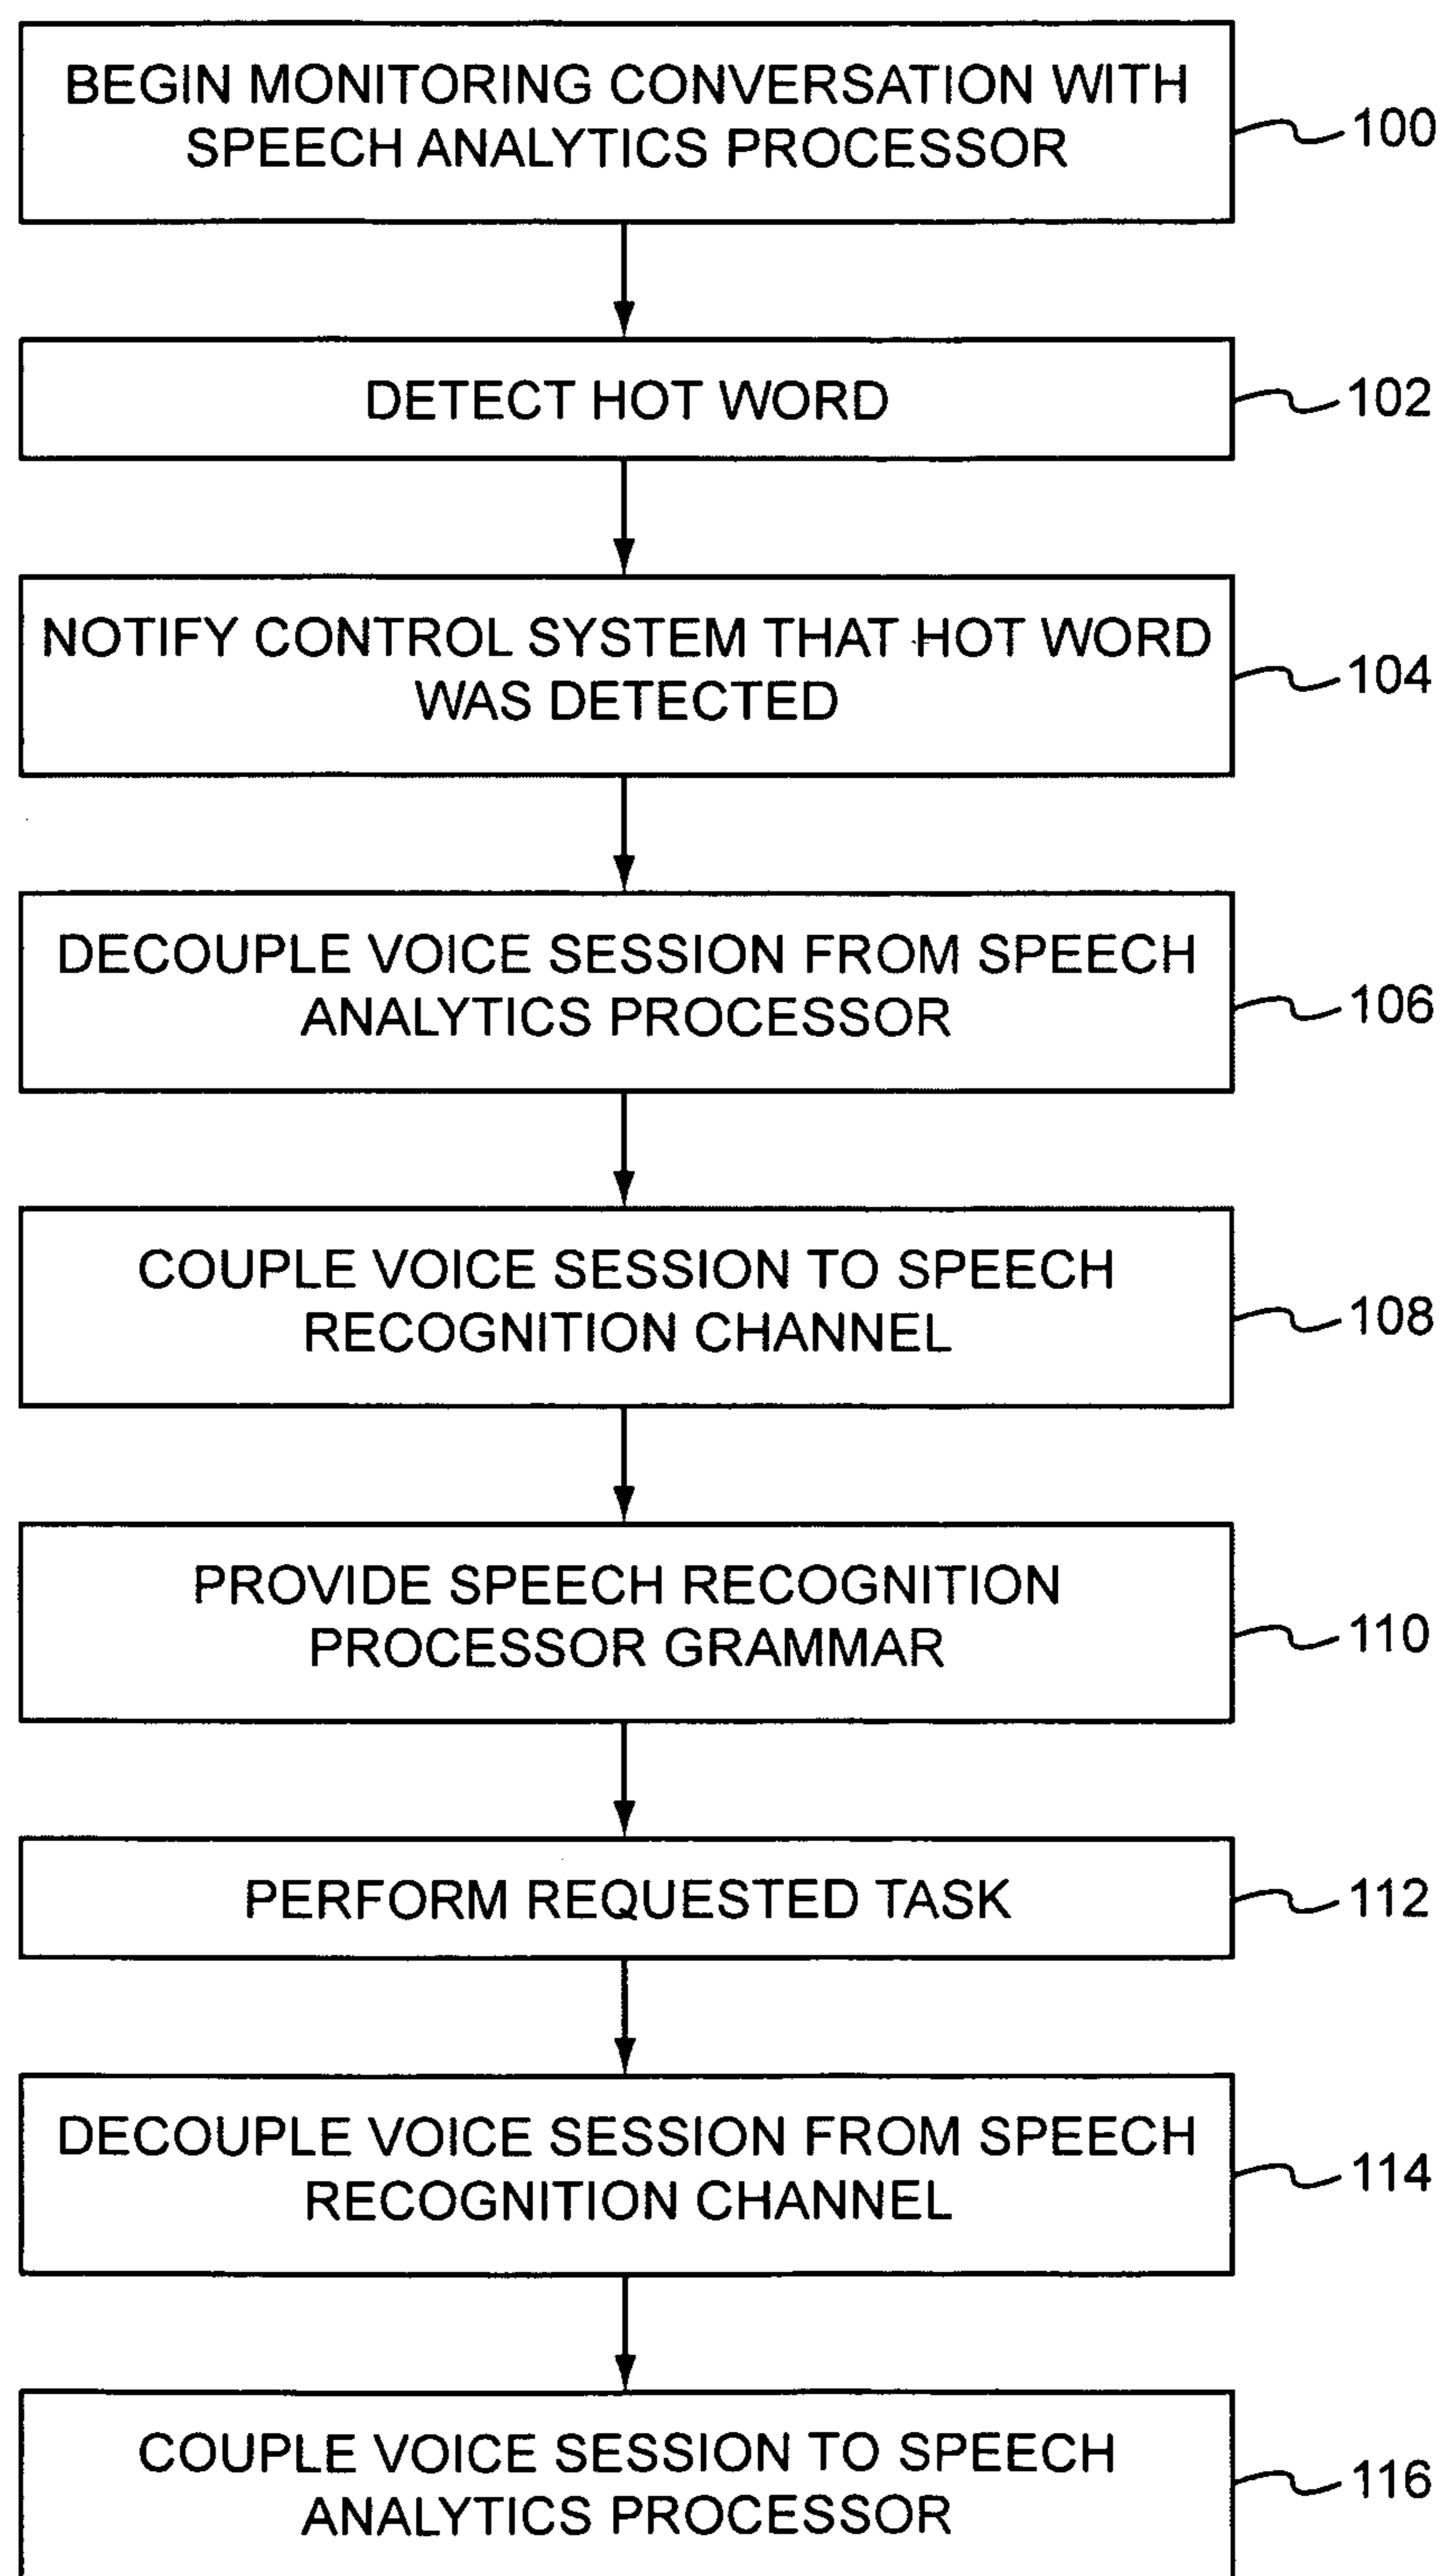 BEGIN MONITORING CONVERSATION WITH
SPEECH ANALYTICS PROCESSOR
100
DETECT HOT WORD
102
NOTIFY CONTROL SYSTEM THAT HOT WORD
WAS DETECTED
104
DECOUPLE VOICE SESSION FROM SPEECH
ANALYTICS PROCESSOR
106
COUPLE VOICE SESSION TO SPEECH
RECOGNITION CHANNEL
108
PROVIDE SPEECH RECOGNITION
PROCESSOR GRAMMAR
110
PERFORM REQUESTED TASK
112
DECOUPLE VOICE SESSION FROM SPEECH
RECOGNITION CHANNEL
114
COUPLE VOICE SESSION TO SPEECH
ANALYTICS PROCESSOR
116